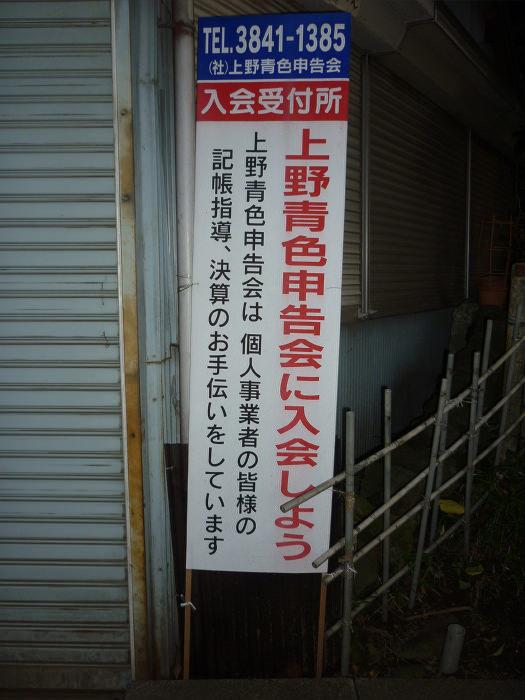 TEL.3841-1385
(社)上野青色申告会
入会受付所
上野青色申告会に入会しよう
上野青色申告会は 個人事業者の皆様の
記帳指導、決算のお手伝いをしています